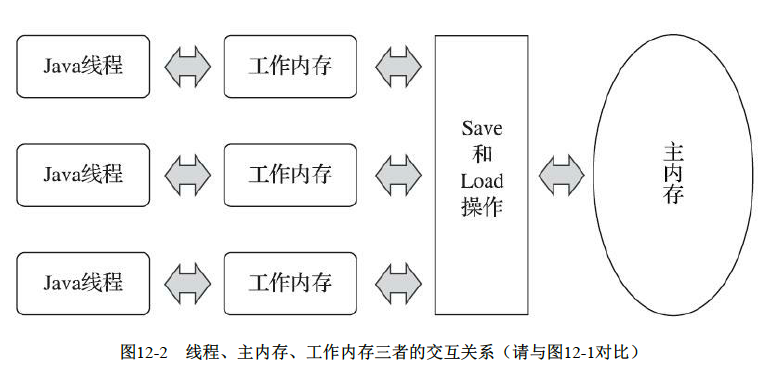 Java线程
工作内存
Java线程
工作内存
Java线程
工作内存
Save
和
Load
操作
主
内
存
图12-2 线程、主内存、工作内存三者的交互关系（请与图12-1对比）